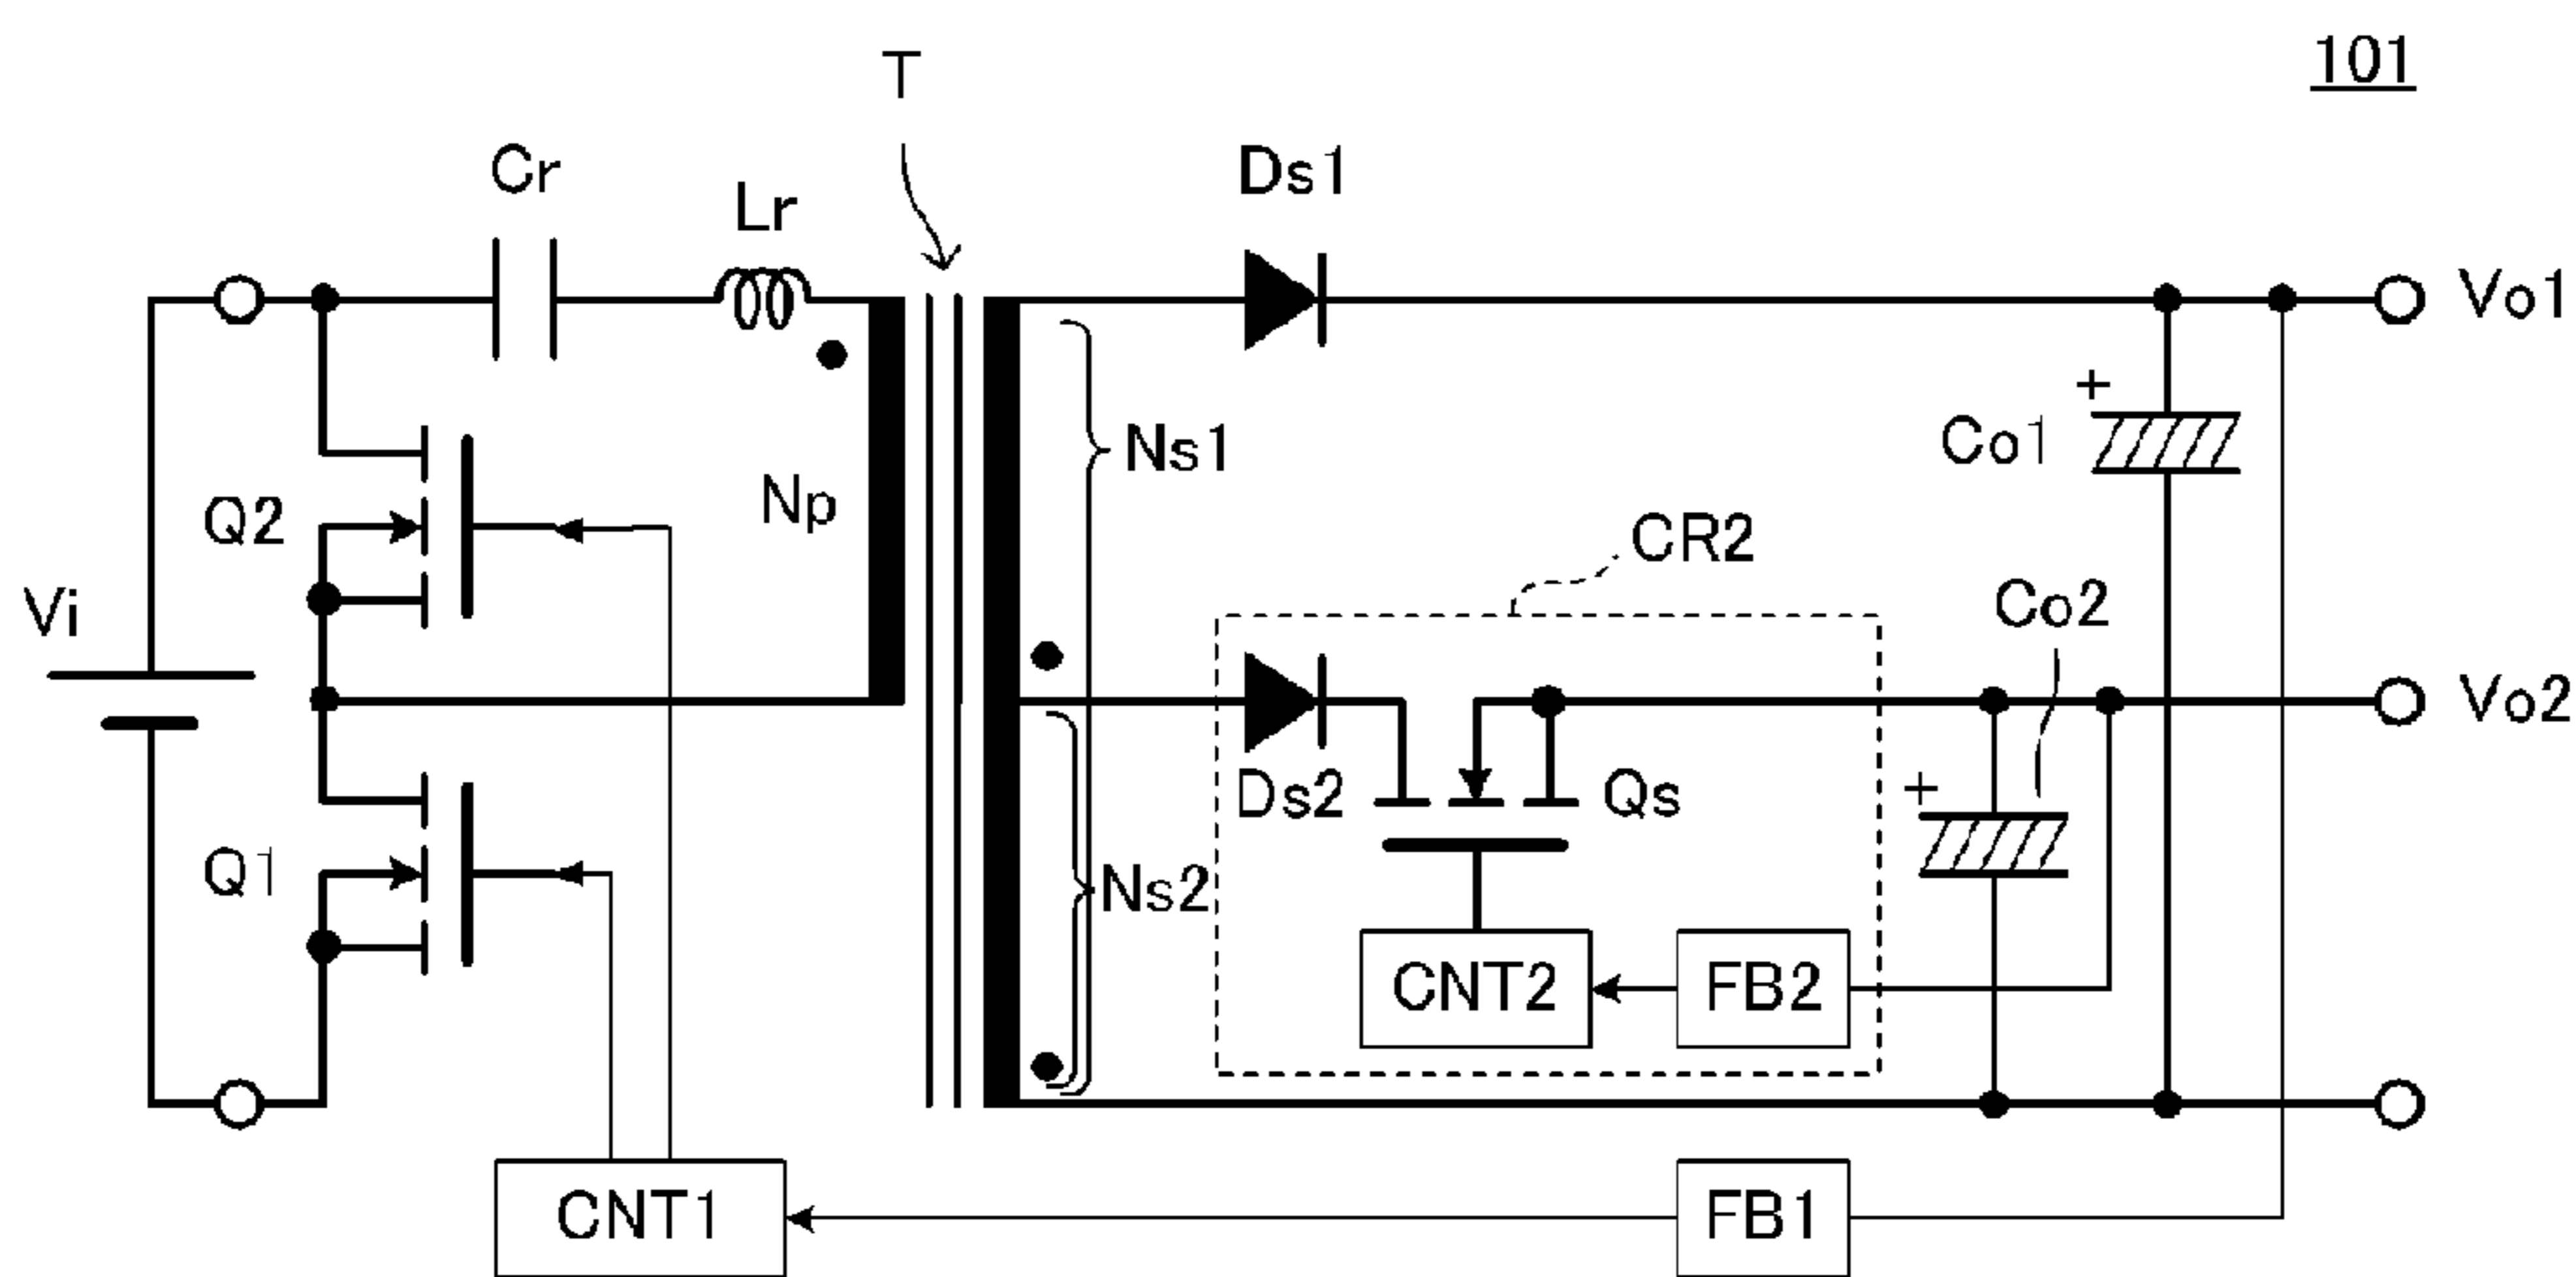 101
T
Cr
Lr
Ds1
Vo1
Np
Ns1
Co1
Q2
CR2
Co2
Vi
Vo2
Ds2
Qs
Q1
Ns2
CNT2
FB2
CNT1
FB1
+
+